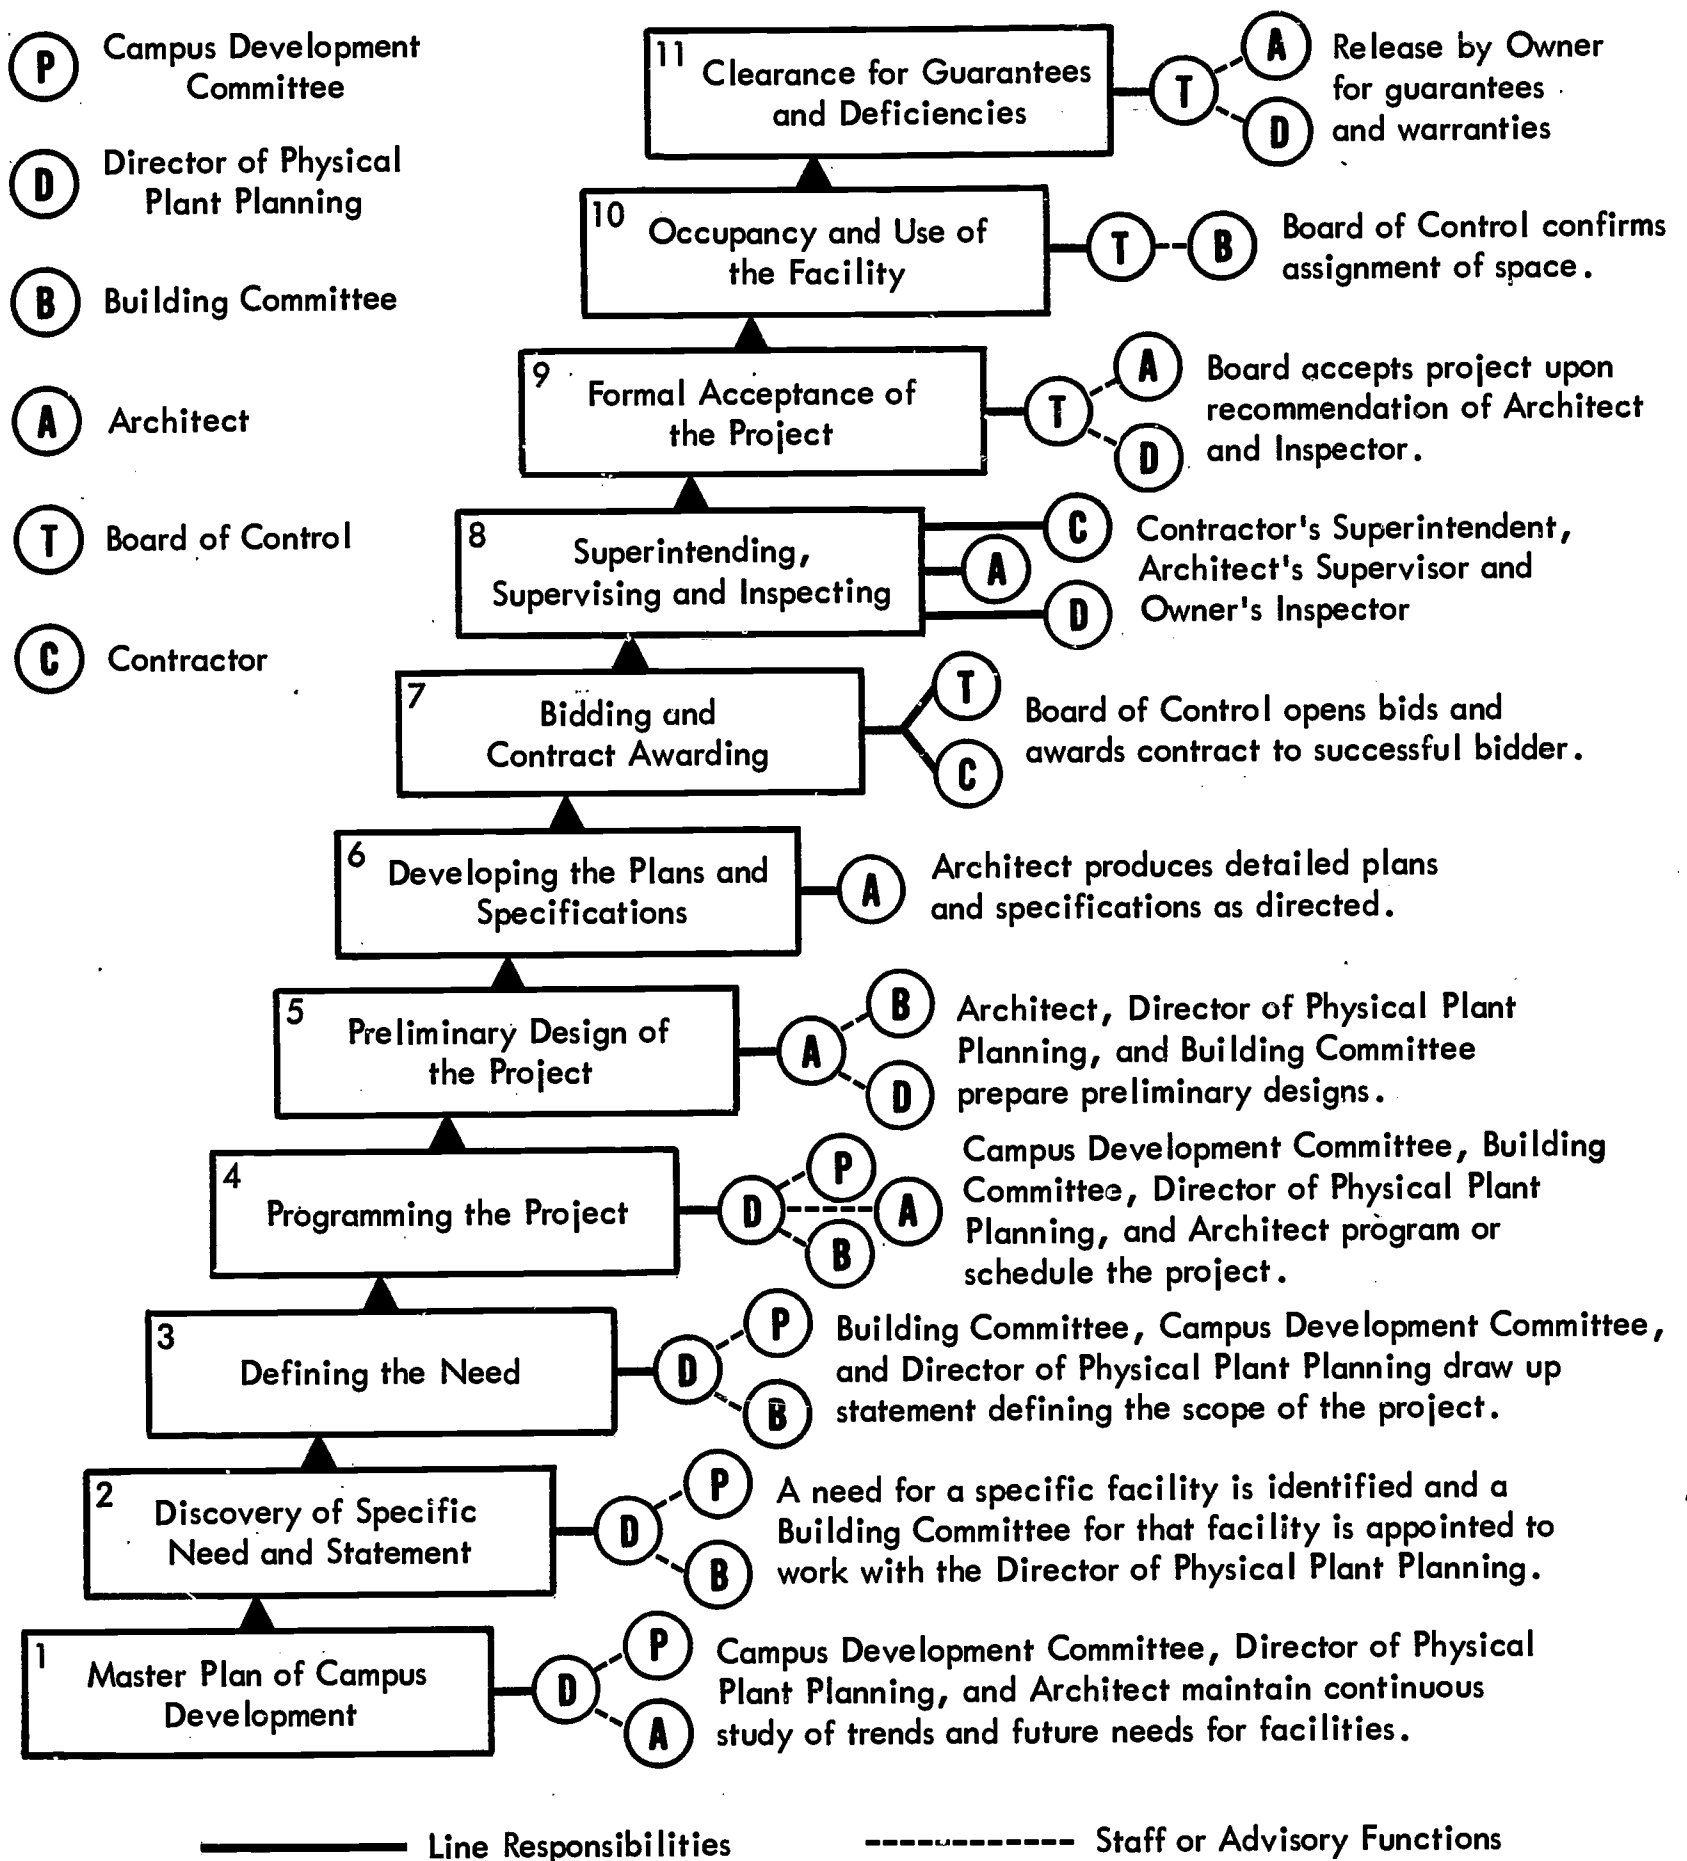 P
Campus Development
Committee
D
Director of Physical
Plant Planning
B
Building Committee
A
Architect
T
Board of Control
C
Contractor
11
Clearance for Guarantees
and Deficiencies
T
A
D
Release by Owner
for guarantees
and warranties
10
Occupancy and Use of
the Facility
T
B
Board of Control confirms
assignment of space.
9
Formal Acceptance of
the Project
T
A
D
Board accepts project upon
recommendation of Architect
and Inspector.
8
Superintending,
Supervising and Inspecting
C
A
D
Contractor's Superintendent,
Architect's Supervisor and
Owner's Inspector
7
Bidding and
Contract Awarding
T
C
Board of Control opens bids and
awards contract to successful bidder.
6
Developing the Plans and
Specifications
A
Architect produces detailed plans
and specifications as directed.
5
Preliminary Design of
the Project
A
B
D
Architect, Director of Physical Plant
Planning, and Building Committee
prepare preliminary designs.
4
Programming the Project
D
P
A
B
Campus Development Committee, Building
Committee, Director of Physical Plant
Planning, and Architect program or
schedule the project.
3
Defining the Need
D
P
B
Building Committee, Campus Development Committee,
and Director of Physical Plant Planning draw up
statement defining the scope of the project.
2
Discovery of Specific
Need and Statement
D
P
B
A need for a specific facility is identified and a
Building Committee for that facility is appointed to
work with the Director of Physical Plant Planning.
1
Master Plan of Campus
Development
D
P
A
Campus Development Committee, Director of Physical
Plant Planning, and Architect maintain continuous
study of trends and future needs for facilities.
Line Responsibilities
Staff or Advisory Functions